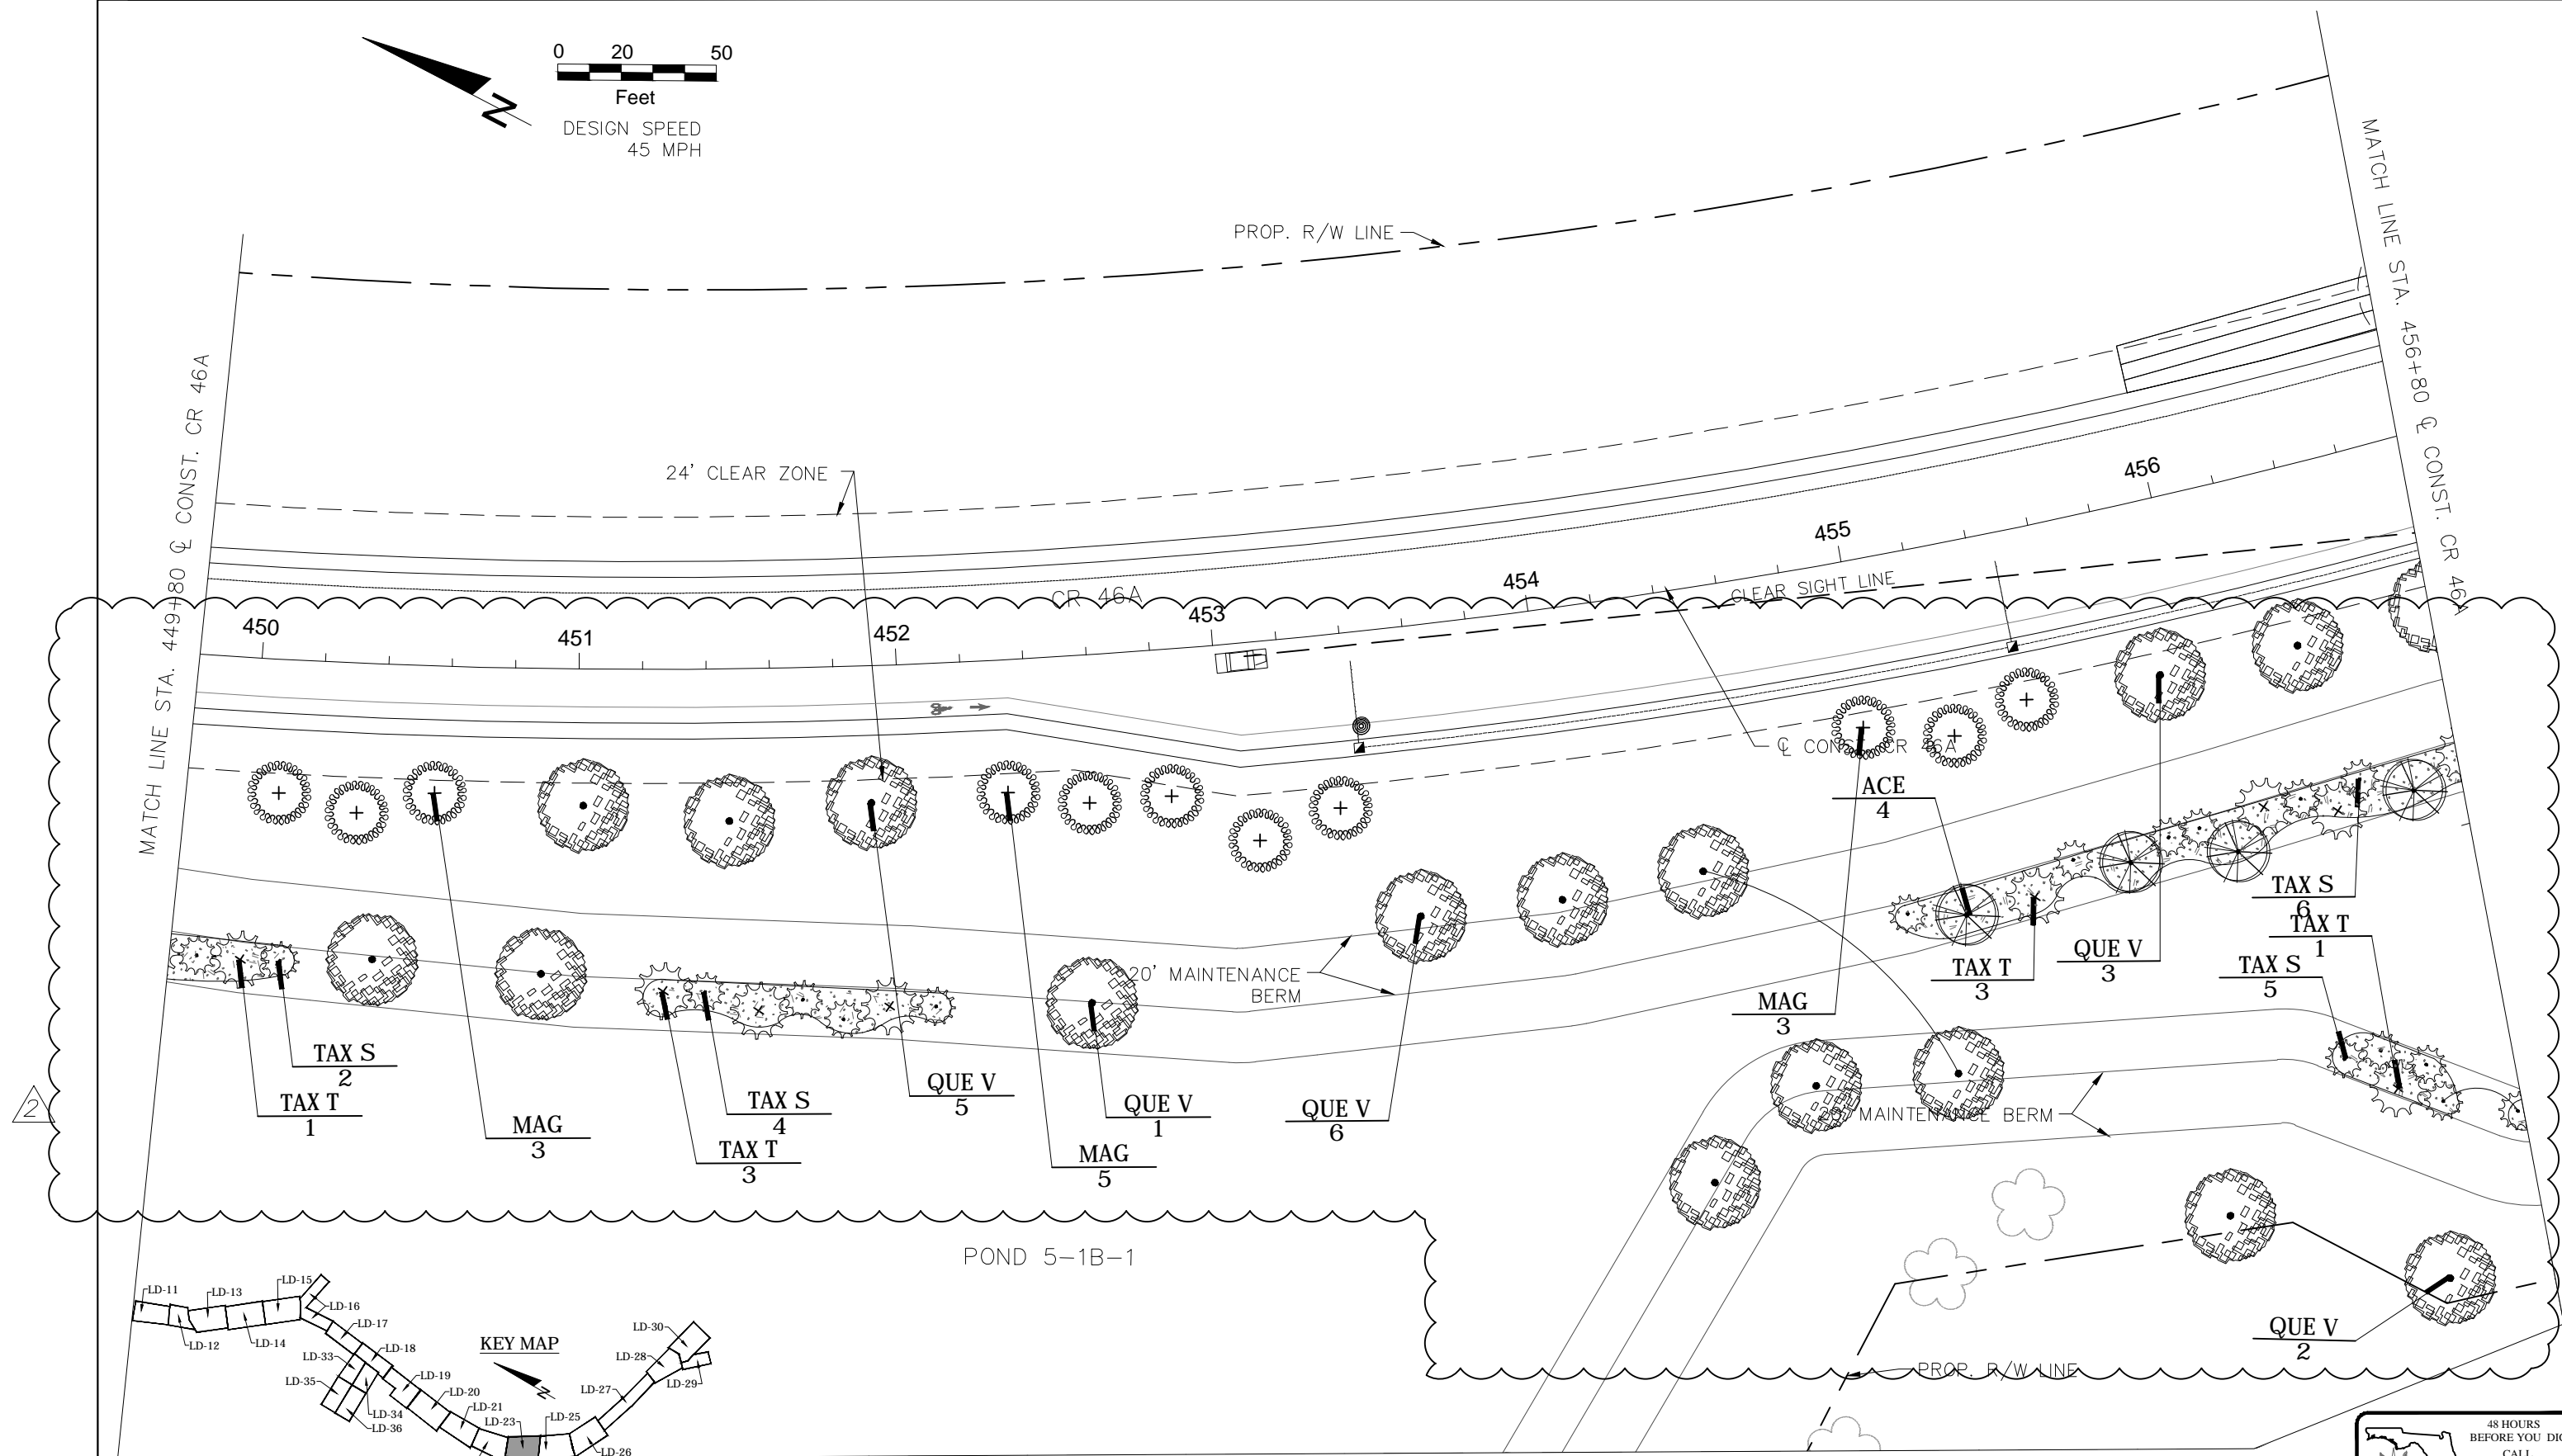 0 20 50
Feet
DESIGN SPEED
45 MPH
N
PROP. R/W LINE
MATCH LINE STA. 449+80 ℄ CONST. CR 46A
MATCH LINE STA. 456+80 ℄ CONST. CR 46A
24' CLEAR ZONE
456
455
454
CLEAR SIGHT LINE
CR 46A
453
450
451
452
℄ CONST. CR 46A
ACE
4
TAX S
6
TAX T
1
QUE V
3
TAX S
5
TAX T
3
MAG
3
20' MAINTENANCE
BERM
TAX S
2
TAX T
1
MAG
3
TAX S
4
TAX T
3
QUE V
5
QUE V
1
MAG
5
QUE V
6
2
MAINTENANCE BERM
POND 5-1B-1
QUE V
2
PROP. R/W LINE
KEY MAP
N
LD-11
LD-12
LD-13
LD-14
LD-15
LD-16
LD-17
LD-18
LD-33
LD-35
LD-19
LD-20
LD-34
LD-36
LD-21
LD-23
LD-25
LD-26
LD-27
LD-28
LD-29
LD-30
48 HOURS
BEFORE YOU DIG
CALL